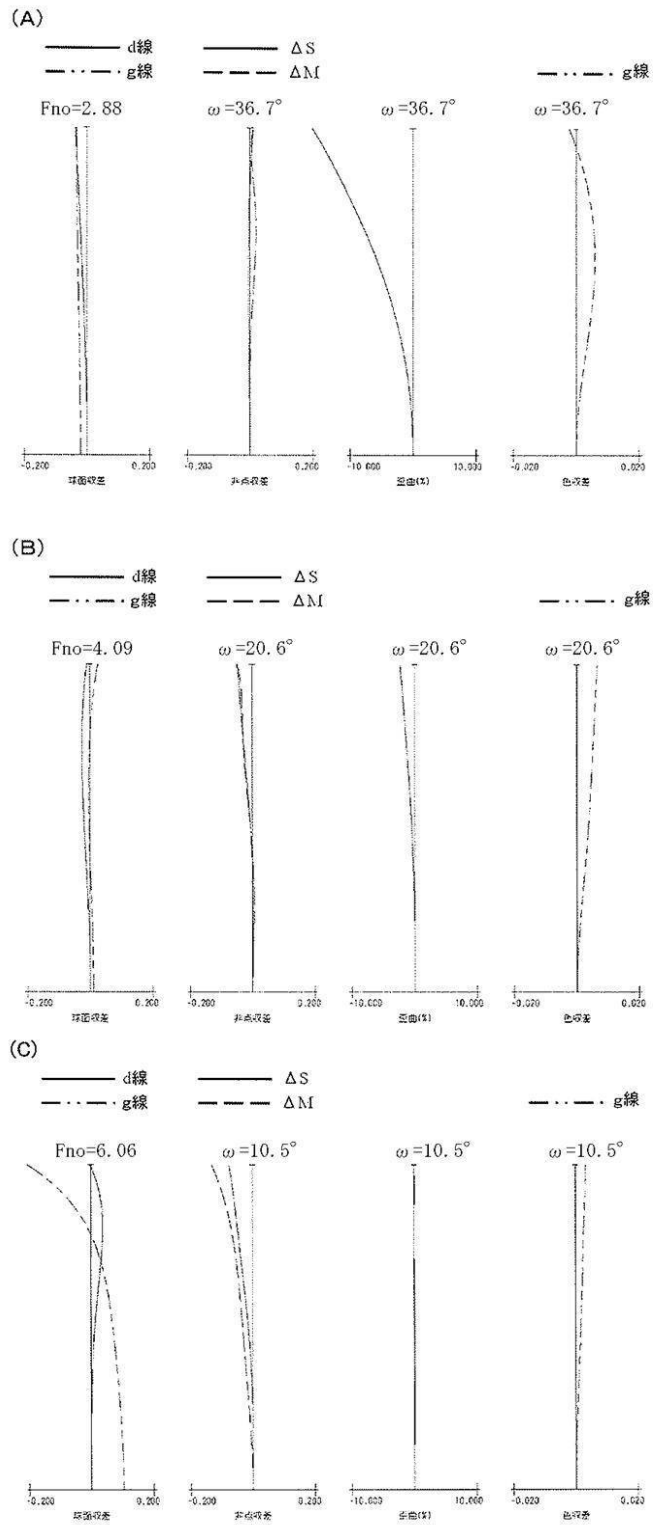 (A)
d線 ΔS
g線 ΔM g線
Fno=2.88 ω=36.7° ω=36.7° ω=36.7°
-0.200 0.200 -0.200 0.200 -10.000 10.000 -0.020 0.020
球面収差 非点収差 歪曲(%) 色収差
(B)
d線 ΔS
g線 ΔM g線
Fno=4.09 ω=20.6° ω=20.6° ω=20.6°
-0.200 0.200 -0.200 0.200 -10.000 10.000 -0.020 0.020
球面収差 非点収差 歪曲(%) 色収差
(C)
d線 ΔS
g線 ΔM g線
Fno=6.06 ω=10.5° ω=10.5° ω=10.5°
-0.200 0.200 -0.200 0.200 -10.000 10.000 -0.020 0.020
球面収差 非点収差 歪曲(%) 色収差